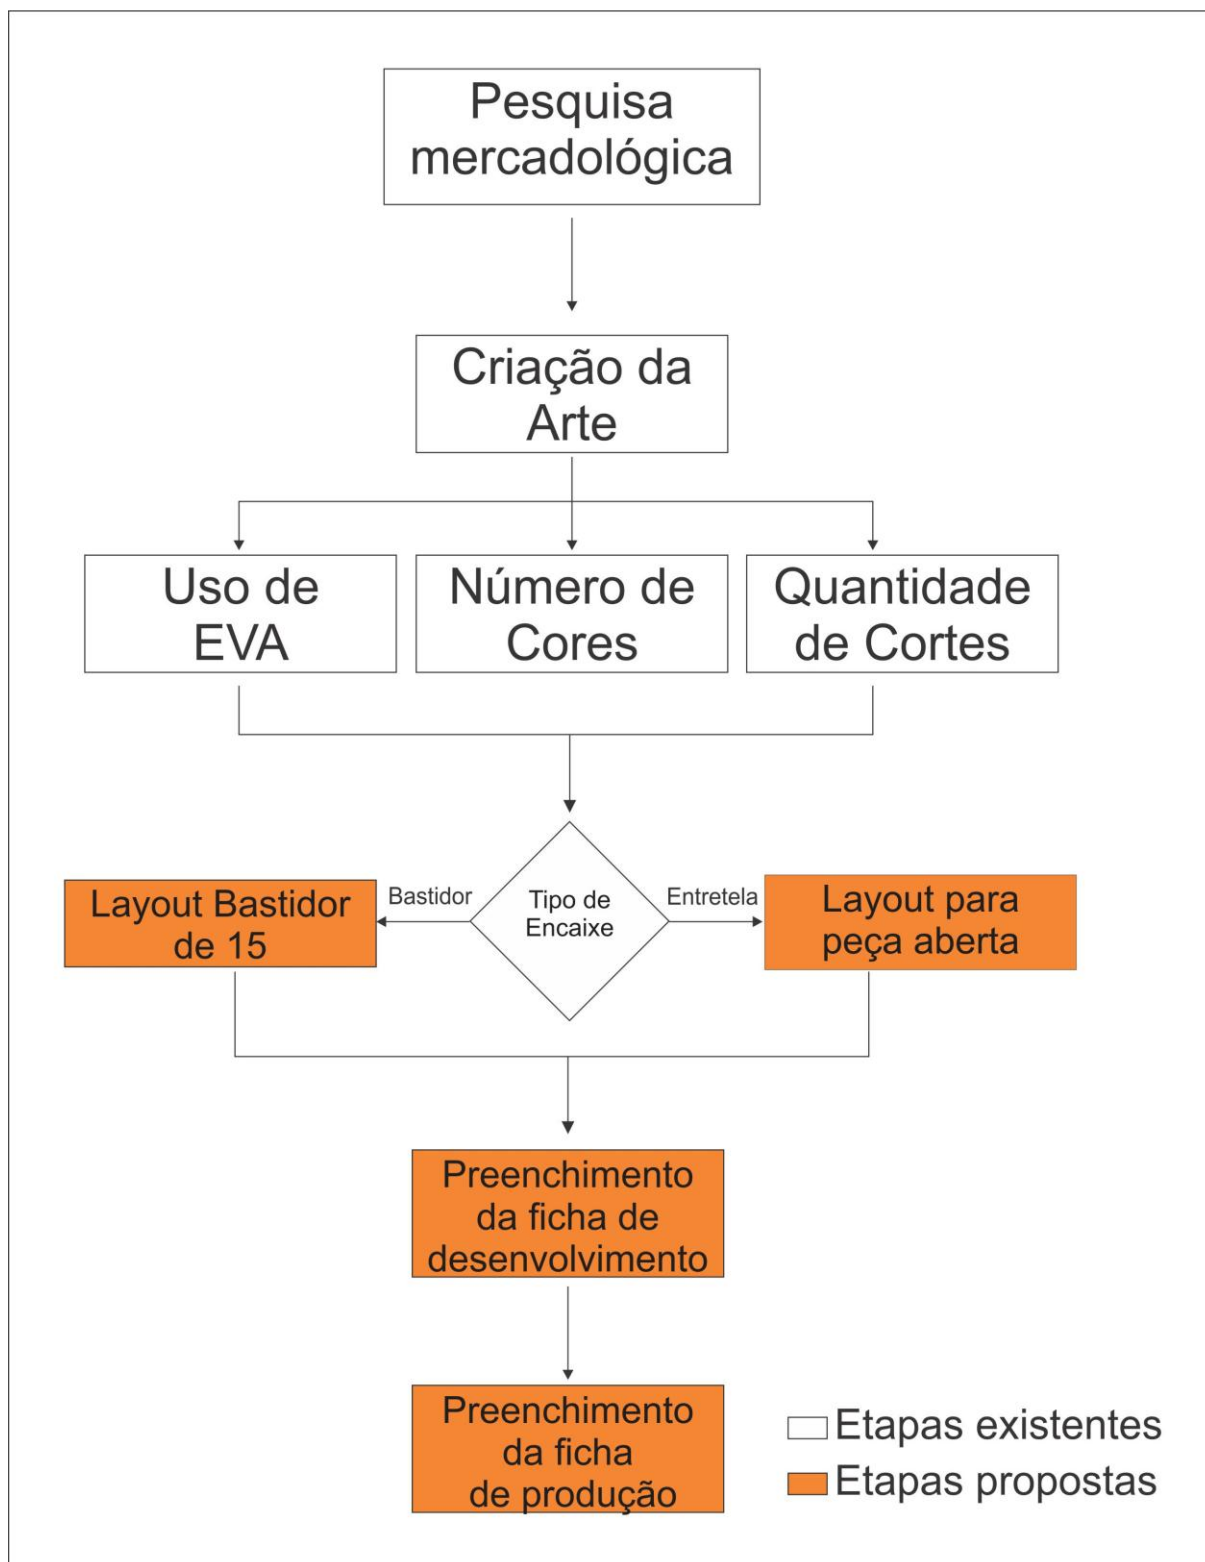 Pesquisa
mercadológica
Criação da
Arte
Uso de
EVA
Número de
Cores
Quantidade
de Cortes
Layout Bastidor
de 15
Bastidor
Tipo de
Encaixe
Entretela
Layout para
peça aberta
Preenchimento
da ficha de
desenvolvimento
Preenchimento
da ficha
de produção
Etapas existentes
Etapas propostas